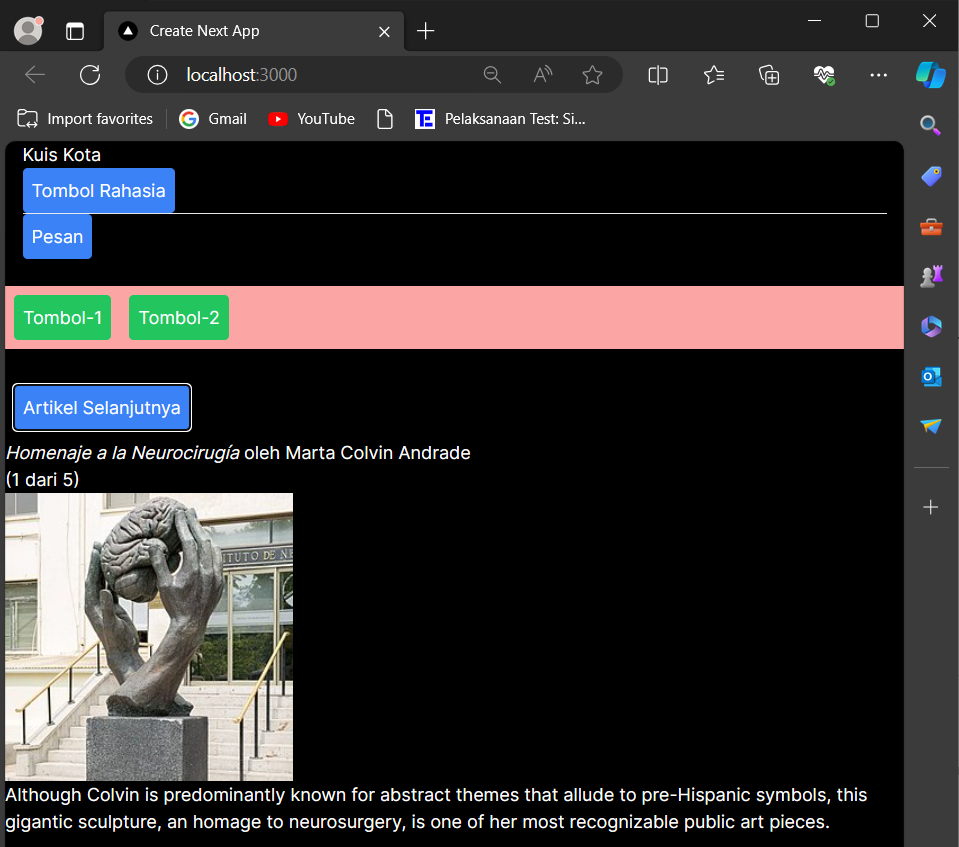 Create Next App
localhost:3000
Import favorites
Gmail
YouTube
Pelaksanaan Test: Si...
Kuis Kota
Tombol Rahasia
Pesan
Tombol-1
Tombol-2
Artikel Selanjutnya
Homenaje a la Neurocirugía oleh Marta Colvin Andrade
(1 dari 5)
ITUTO DE NE
Although Colvin is predominantly known for abstract themes that allude to pre-Hispanic symbols, this
gigantic sculpture, an homage to neurosurgery, is one of her most recognizable public art pieces.